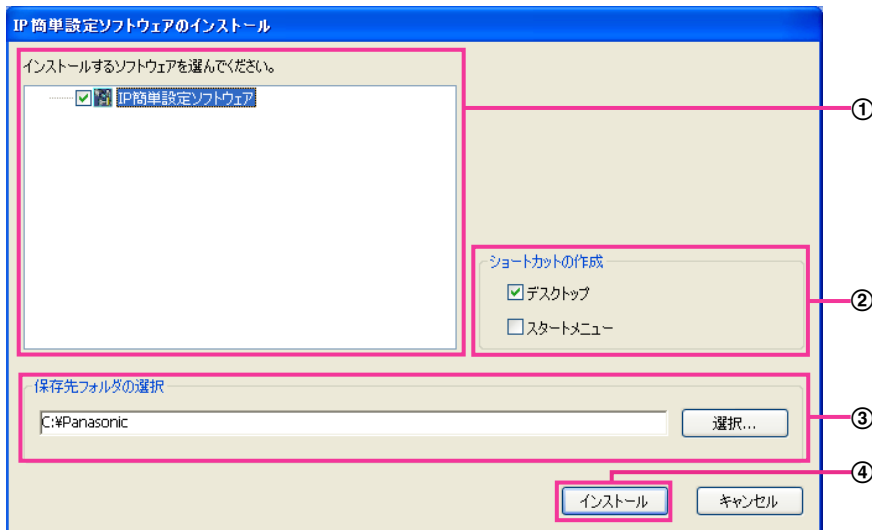 IP簡単設定ソフトウェアのインストール
インストールするソフトウェアを選んでください。
IP簡単設定ソフトウェア
①
ショートカットの作成
デスクトップ
②
スタートメニュー
保存先フォルダの選択
C:¥Panasonic
選択...
③
④
インストール
キャンセル